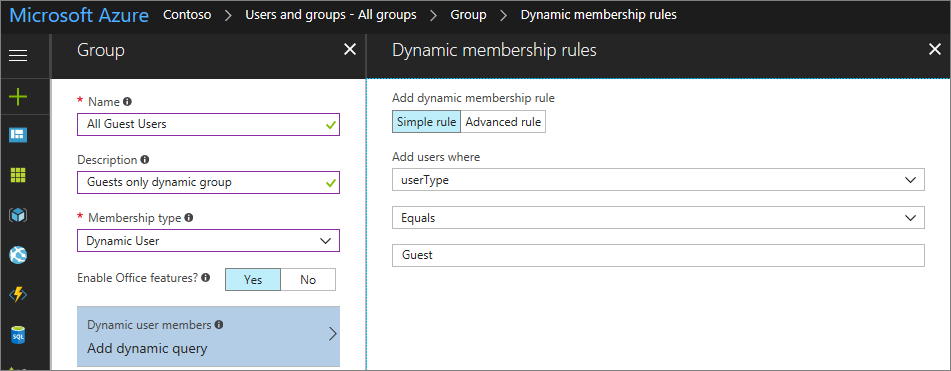 Microsoft Azure Contoso > Users and groups - All groups > Group > Dynamic membership rules
Group
* Name
All Guest Users
Description
Guests only dynamic group
* Membership type
Dynamic User
Enable Office features? Yes No
Dynamic user members
Add dynamic query
Dynamic membership rules
Add dynamic membership rule
Simple rule Advanced rule
Add users where
userType
Equals
Guest
SQL